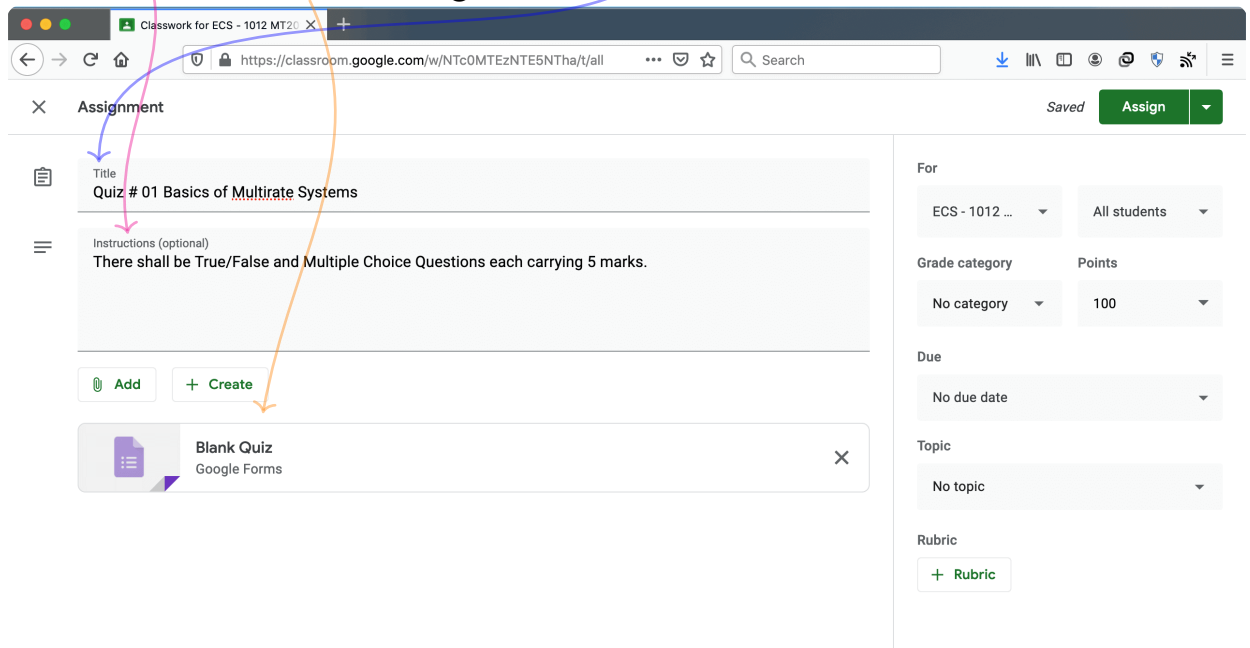 Classwork for ECS - 1012 MT20
https://classroom.google.com/w/NTc0MTEzNTE5NTha/t/all
Search
Assignment
Saved
Assign
Title
Quiz # 01 Basics of Multirate Systems
Instructions (optional)
There shall be True/False and Multiple Choice Questions each carrying 5 marks.
Add
Create
Blank Quiz
Google Forms
For
ECS - 1012 ...
All students
Grade category
Points
No category
100
Due
No due date
Topic
No topic
Rubric
Rubric